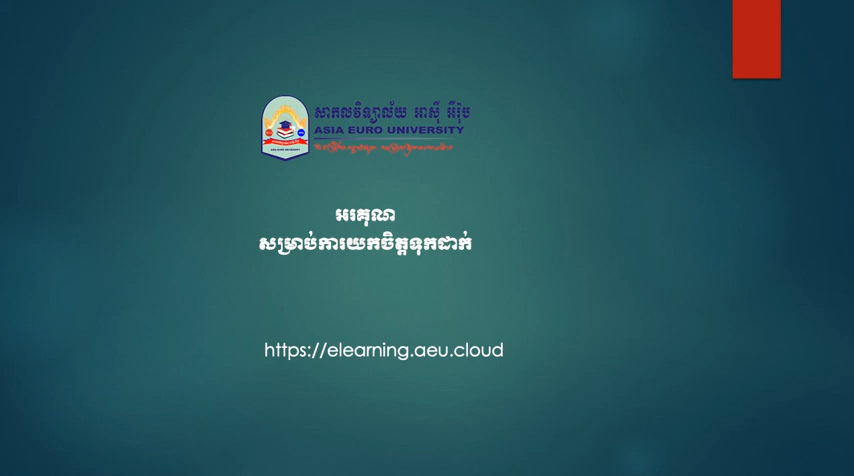 សាកលវិទ្យាល័យ អាស៊ី អឺរ៉ុប
ASIA EURO UNIVERSITY
អរគុណ
សម្រាប់ការយកចិត្តទុកដាក់
https://elearning.aeu.cloud